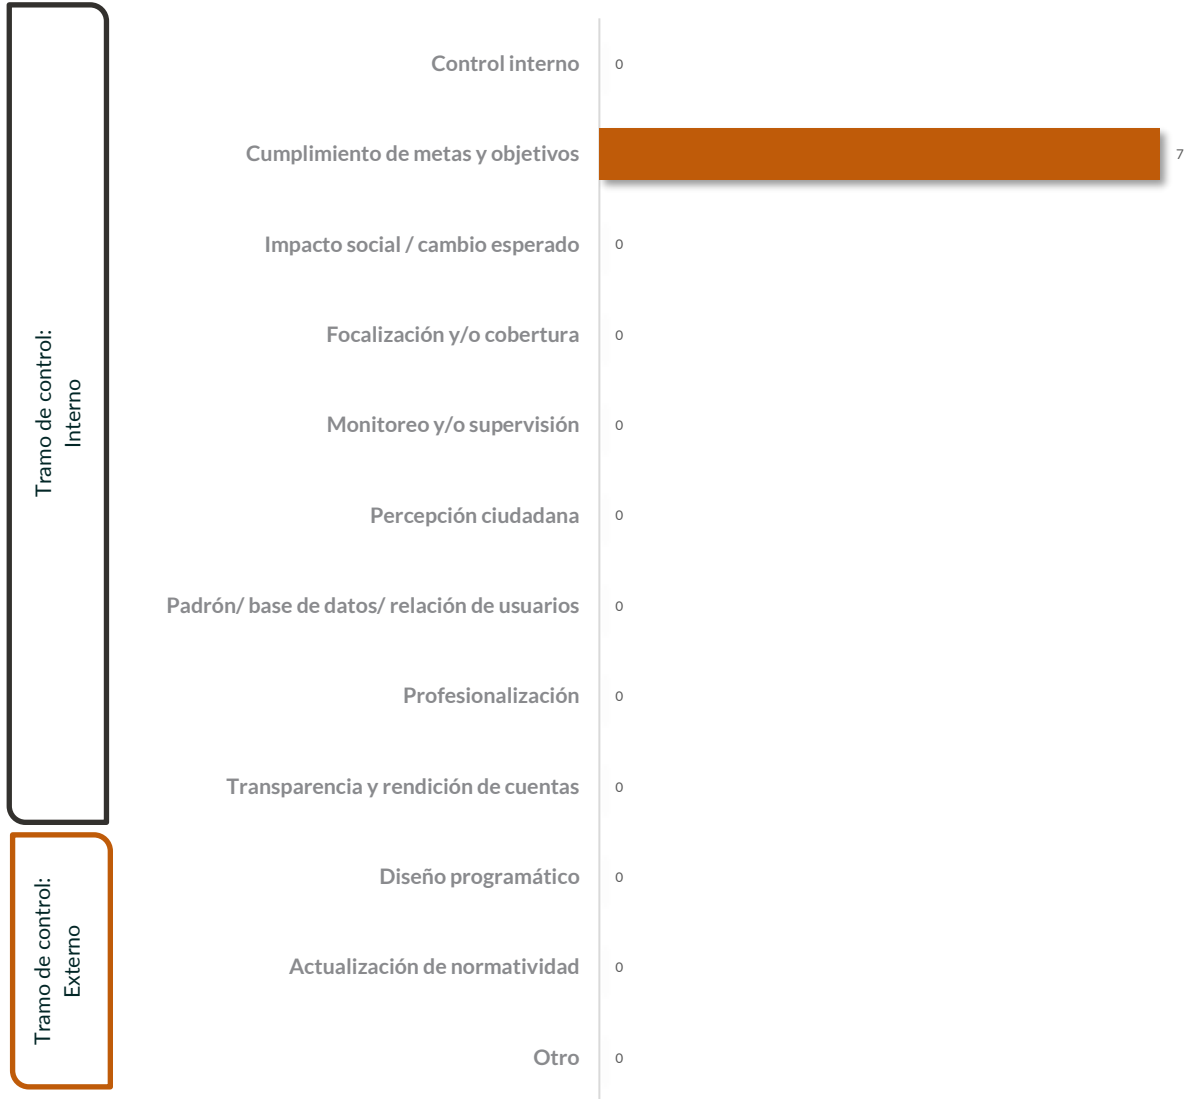 Tramo de control:
Interno
Control interno 0
Cumplimiento de metas y objetivos 7
Impacto social / cambio esperado 0
Focalización y/o cobertura 0
Monitoreo y/o supervisión 0
Percepción ciudadana 0
Padrón/ base de datos/ relación de usuarios 0
Profesionalización 0
Transparencia y rendición de cuentas 0
Tramo de control:
Externo
Diseño programático 0
Actualización de normatividad 0
Otro 0